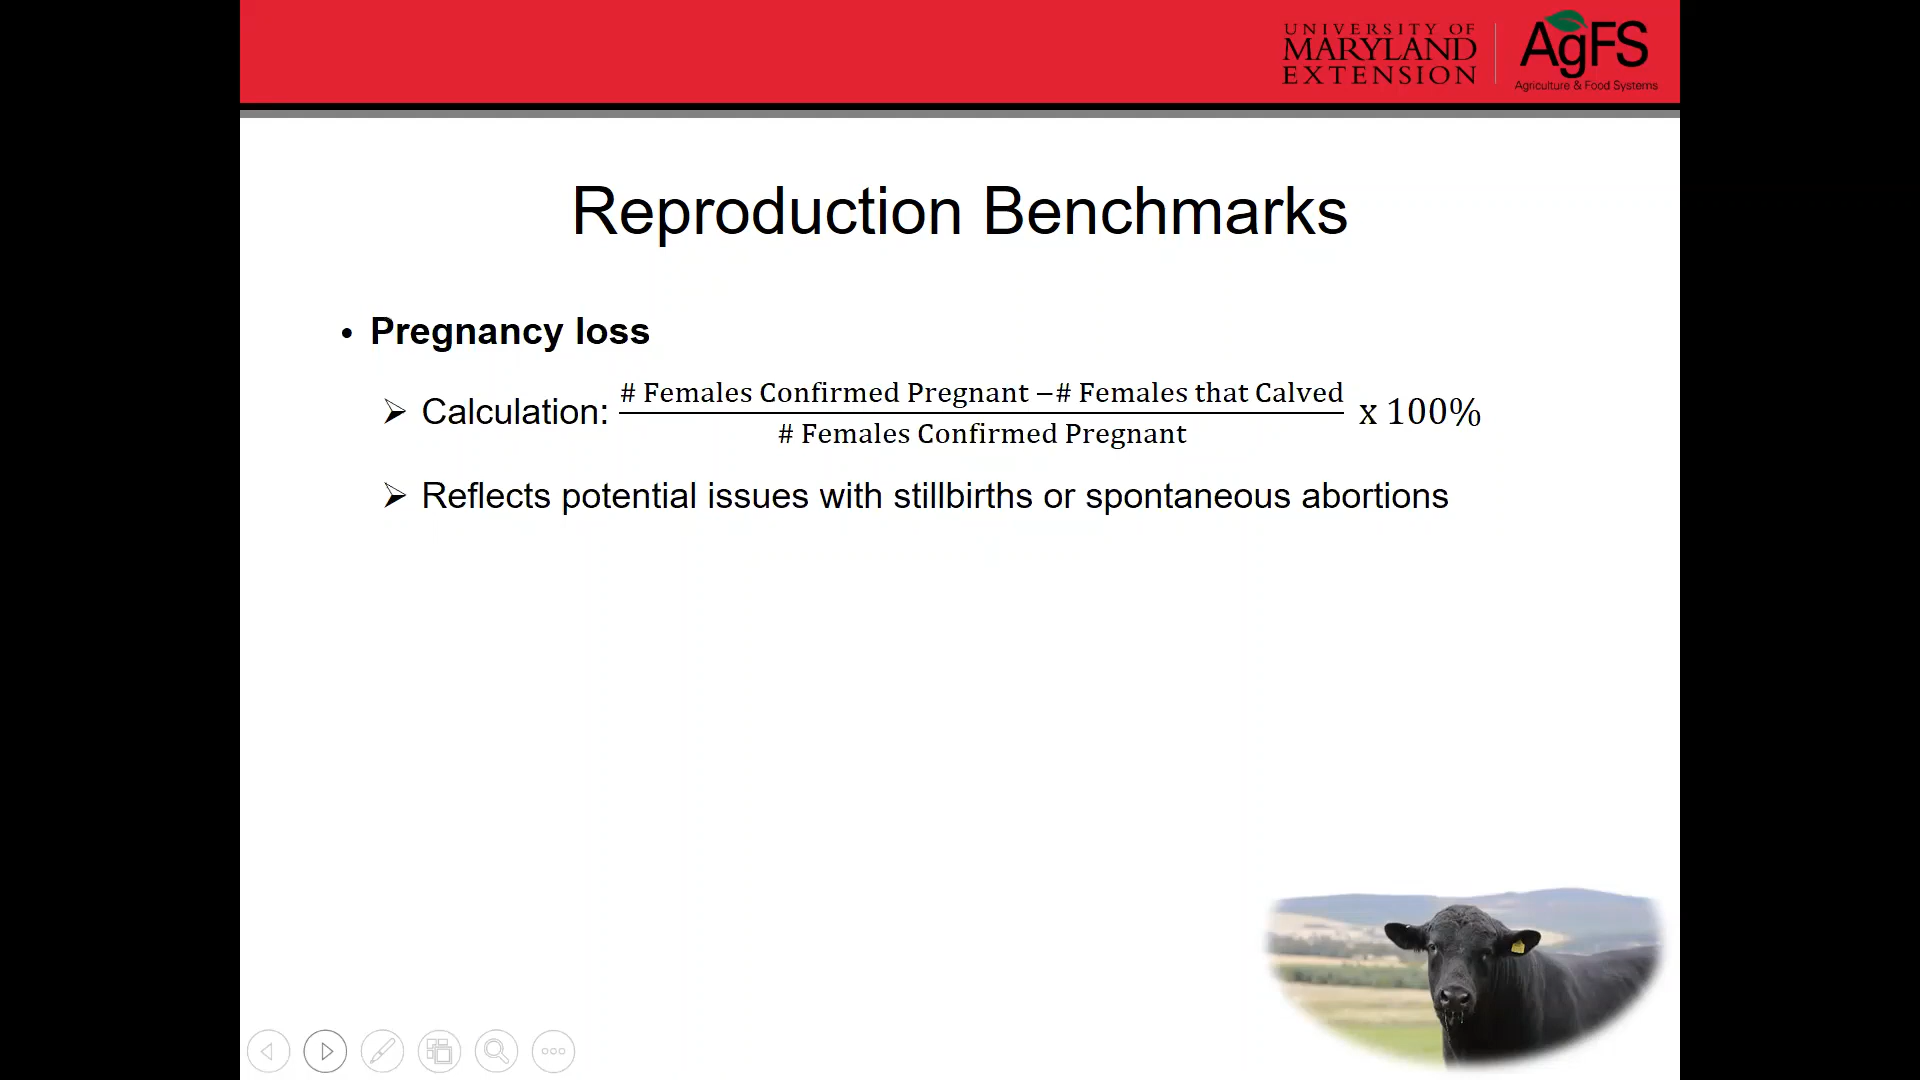 UNIVERSITY OF
MARYLAND
EXTENSION
AgFS
Agriculture & Food Systems
Reproduction Benchmarks
• Pregnancy loss
➢ Calculation: # Females Confirmed Pregnant –# Females that Calved
# Females Confirmed Pregnant
x 100%
➢ Reflects potential issues with stillbirths or spontaneous abortions